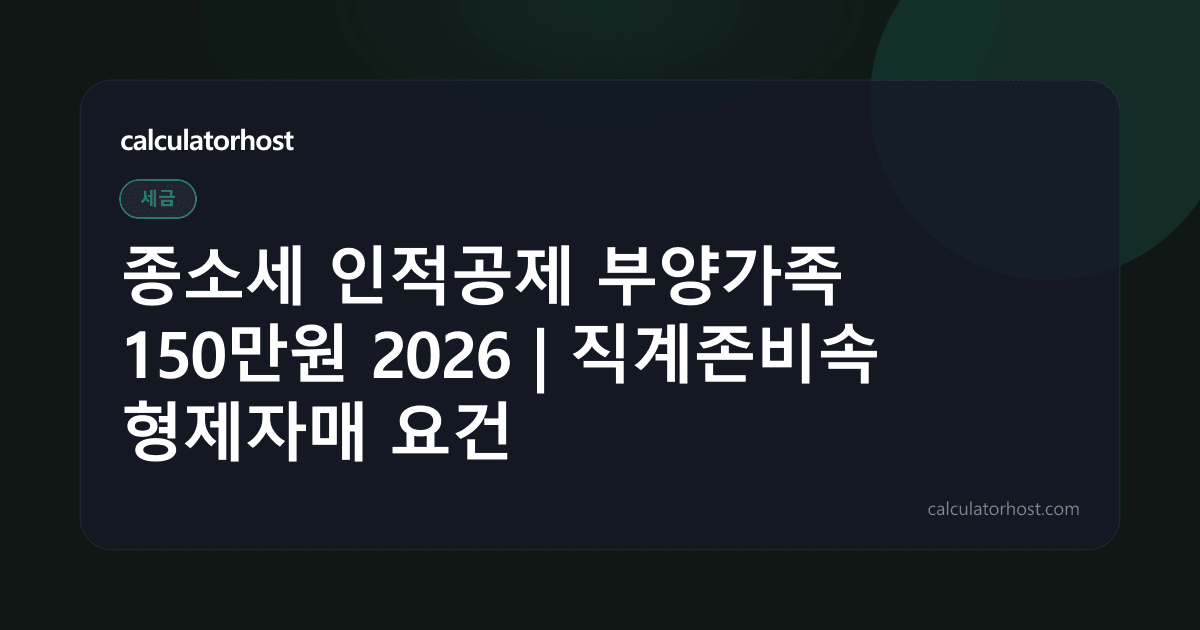 calculatorhost
세금
종소세 인적공제 부양가족
150만원 2026 | 직계존비속
형제자매 요건
calculatorhost.com